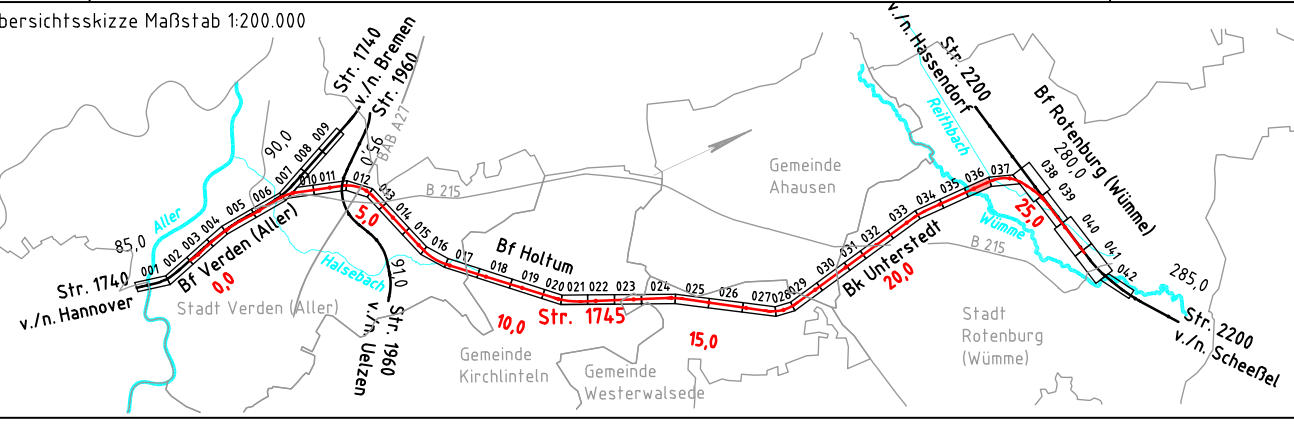 bersichtsskizze Maßstab 1:200.000
Str. 1740
v./n. Bremen
Str. 1960
BAB A27
95,0
90,0
85,0
Aller
Str. 1740
v./n. Hannover
001
002
003
004
005
006
007
008
009
010
011
012
013
014
015
016
017
018
019
020
021
022
023
024
025
026
027
028
029
030
031
032
033
034
035
036
037
038
039
040
041
042
Bf Verden (Aller)
0,0
Stadt Verden (Aller)
5,0
B 215
Halsebach
91,0
Str. 1960
v./n. Uelzen
Bf Holtum
10,0
Str. 1745
15,0
Gemeinde
Kirchlinteln
Gemeinde
Westerwalsede
Gemeinde
Ahausen
Bk Unterstedt
20,0
v./n. Hassendorf
Str. 2200
Reithbach
Wümme
25,0
B 215
Bf Rotenburg (Wümme)
280,0
285,0
Stadt
Rotenburg
(Wümme)
Str. 2200
v./n. Scheeßel